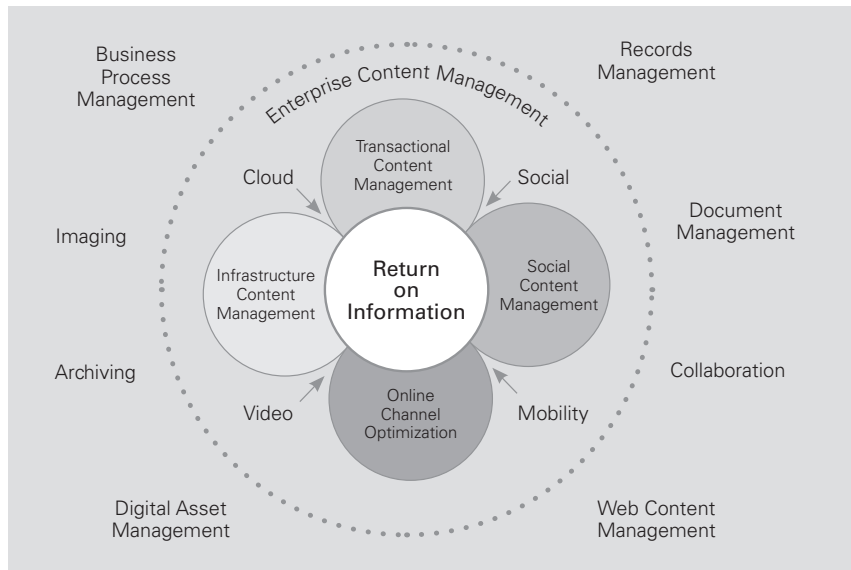 Business
Process
Management
Records
Management
Enterprise Content Management
Transactional
Content
Management
Cloud
Social
Imaging
Document
Management
Infrastructure
Content
Management
Return
on
Information
Social
Content
Management
Archiving
Collaboration
Video
Online
Channel
Optimization
Mobility
Digital Asset
Management
Web Content
Management